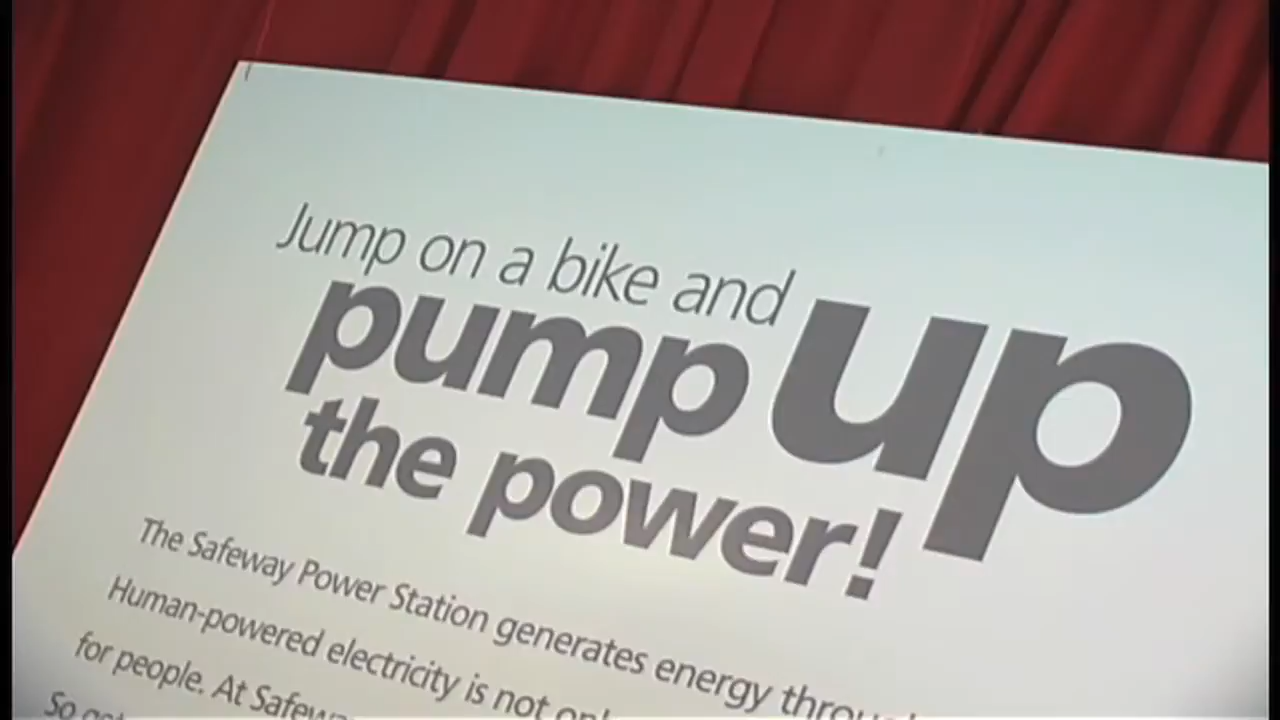 Jump on a bike and
pump up
the power!
The Safeway Power Station generates energy
Human-powered electricity is not
for people. At
So